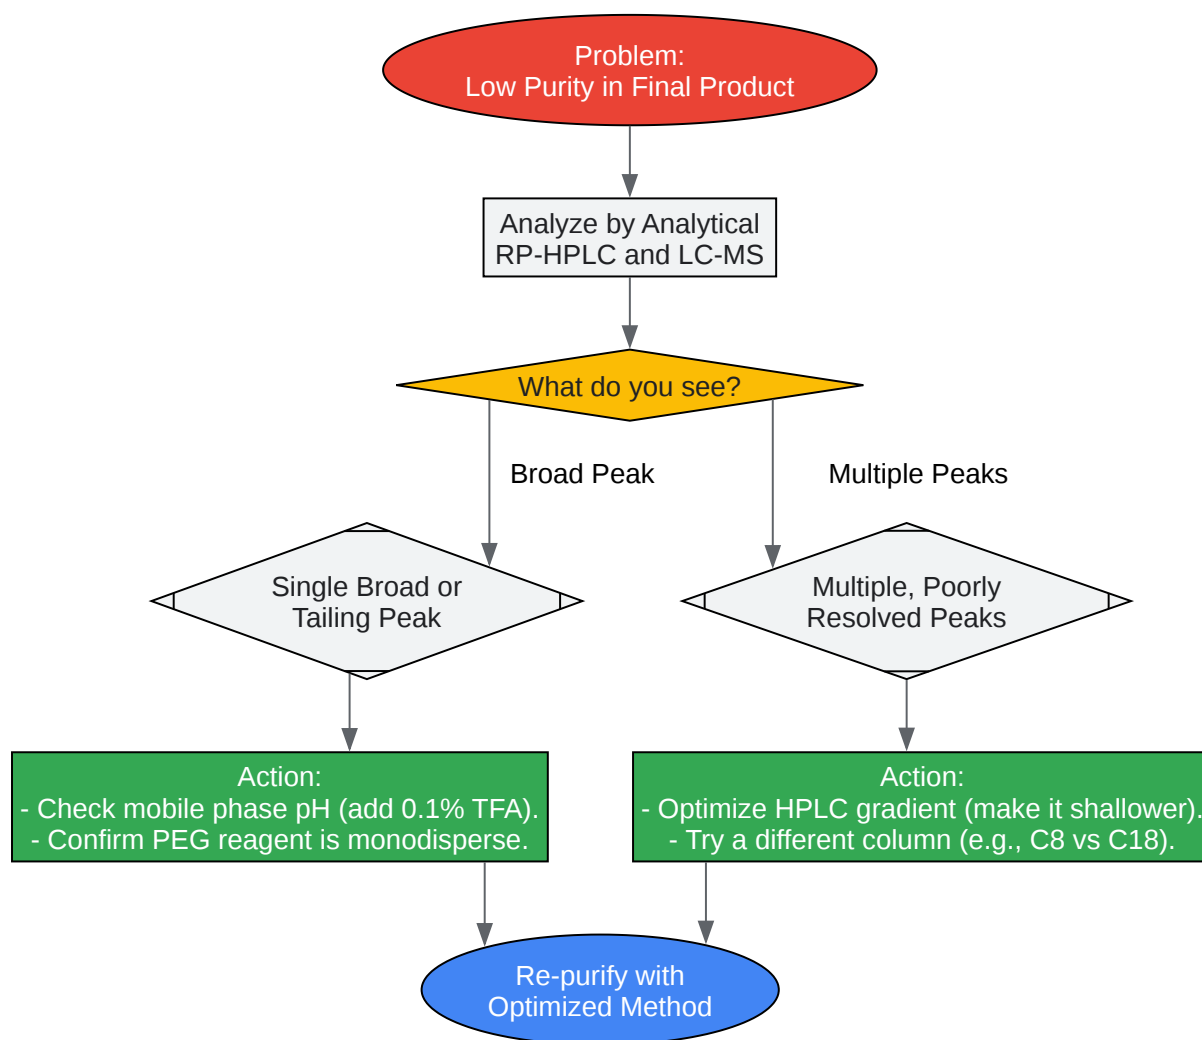 Problem:
Low Purity in Final Product
Analyze by Analytical
RP-HPLC and LC-MS
What do you see?
Broad Peak
Multiple Peaks
Single Broad or
Tailing Peak
Multiple, Poorly
Resolved Peaks
Action:
- Check mobile phase pH (add 0.1% TFA).
- Confirm PEG reagent is monodisperse.
Action:
- Optimize HPLC gradient (make it shallower).
- Try a different column (e.g., C8 vs C18).
Re-purify with
Optimized Method